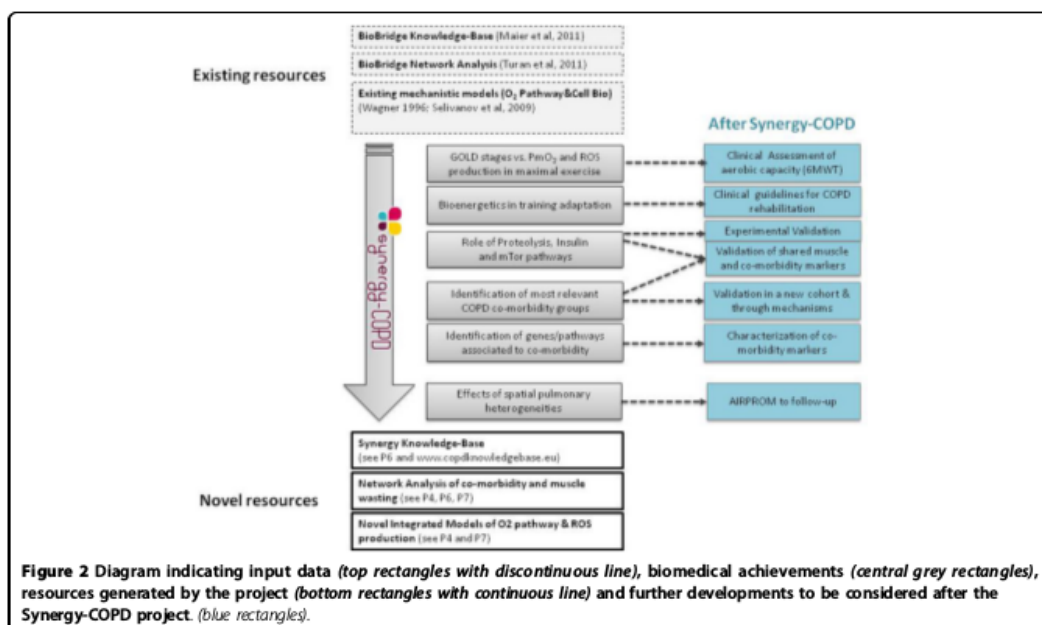 BioBridge Knowledge-Base (Maier et al, 2011)
BioBridge Network Analysis (Turan et al, 2011)
Existing resources
Existing mechanistic models (O₂ Pathway&Cell Bio)
(Wagner 1996; Selivanov et al, 2009)
After Synergy-COPD
GOLD stages vs. PmO₂ and ROS
production in maximal exercise
Clinical Assessment of
aerobic capacity (6MWT)
Bioenergetics in training adaptation
Clinical guidelines for COPD
rehabilitation
Experimental Validation
Role of Proteolysis, Insulin
and mTor pathways
Validation of shared muscle
and co-morbidity markers
synergy-COPD
Identification of most relevant
COPD co-morbidity groups
Validation in a new cohort &
through mechanisms
Identification of genes/pathways
associated to co-morbidity
Characterization of co-
morbidity markers
Effects of spatial pulmonary
heterogeneities
AIRPROM to follow-up
Synergy Knowledge-Base
(see P6 and www.copdknowledgebase.eu)
Novel resources
Network Analysis of co-morbidity and muscle
wasting (see P4, P6, P7)
Novel Integrated Models of O2 pathway & ROS
production (see P4 and P7)
Figure 2 Diagram indicating input data (top rectangles with discontinuous line), biomedical achievements (central grey rectangles),
resources generated by the project (bottom rectangles with continuous line) and further developments to be considered after the
Synergy-COPD project. (blue rectangles).